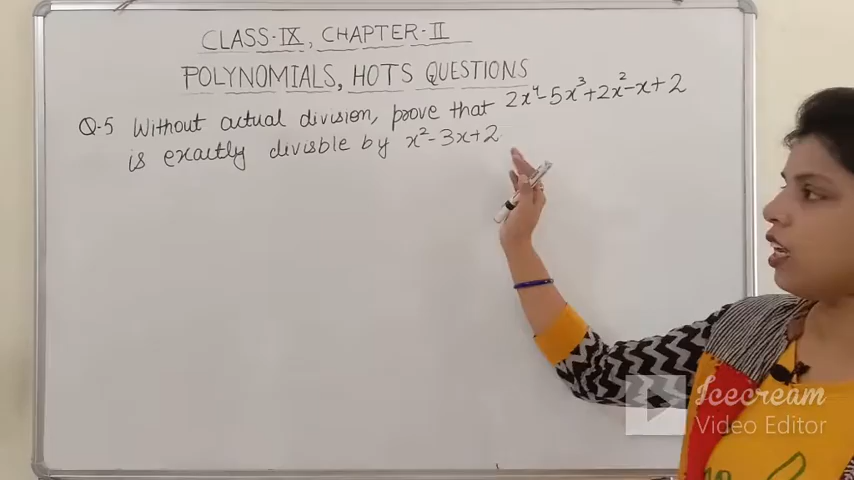 CLASS-IX, CHAPTER-II
POLYNOMIALS, HOTS QUESTIONS
Q-5 Without actual division, prove that 2x⁴-5x³+2x²-x+2
is exactly divisble by x²-3x+2.
Icecream
Video Editor